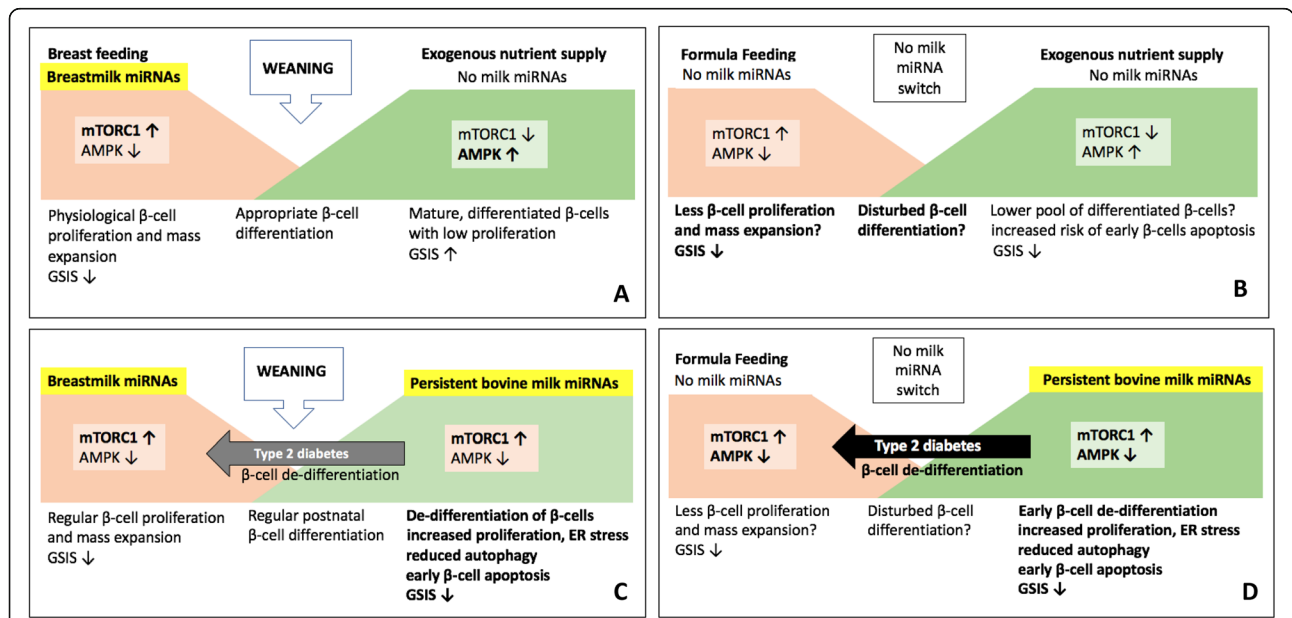 Breast feeding
Breastmilk miRNAs
WEANING
Exogenous nutrient supply
No milk miRNAs
mTORC1 ↑
AMPK ↓
mTORC1 ↓
AMPK ↑
Physiological β-cell
proliferation and mass
expansion
GSIS ↓
Appropriate β-cell
differentiation
Mature, differentiated β-cells
with low proliferation
GSIS ↑
A
Formula Feeding
No milk miRNAs
No milk
miRNA
switch
Exogenous nutrient supply
No milk miRNAs
mTORC1 ↑
AMPK ↓
mTORC1 ↓
AMPK ↑
Less β-cell proliferation
and mass expansion?
GSIS ↓
Disturbed β-cell
differentiation?
Lower pool of differentiated β-cells?
increased risk of early β-cells apoptosis
GSIS ↓
B
Breastmilk miRNAs
WEANING
Persistent bovine milk miRNAs
mTORC1 ↑
AMPK ↓
Type 2 diabetes
β-cell de-differentiation
mTORC1 ↑
AMPK ↓
Regular β-cell proliferation
and mass expansion
GSIS ↓
Regular postnatal
β-cell differentiation
De-differentiation of β-cells
increased proliferation, ER stress
reduced autophagy
early β-cell apoptosis
GSIS ↓
C
Formula Feeding
No milk miRNAs
No milk
miRNA
switch
Persistent bovine milk miRNAs
mTORC1 ↑
AMPK ↓
Type 2 diabetes
β-cell de-differentiation
mTORC1 ↑
AMPK ↓
Less β-cell proliferation
and mass expansion?
GSIS ↓
Disturbed β-cell
differentiation?
Early β-cell de-differentiation
increased proliferation, ER stress
reduced autophagy
early β-cell apoptosis
GSIS ↓
D